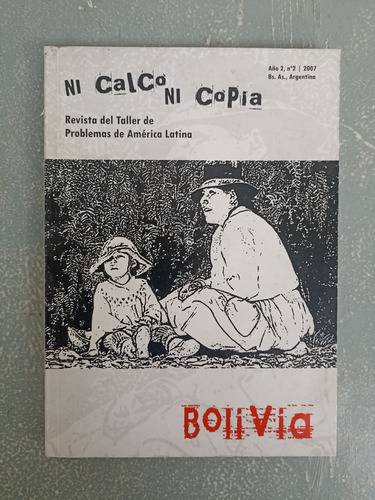 Ni Calco Ni Copia
Año 2, n°2 | 2007
Bs. As., Argentina
Revista del Taller de
Problemas de América Latina
Bolivia